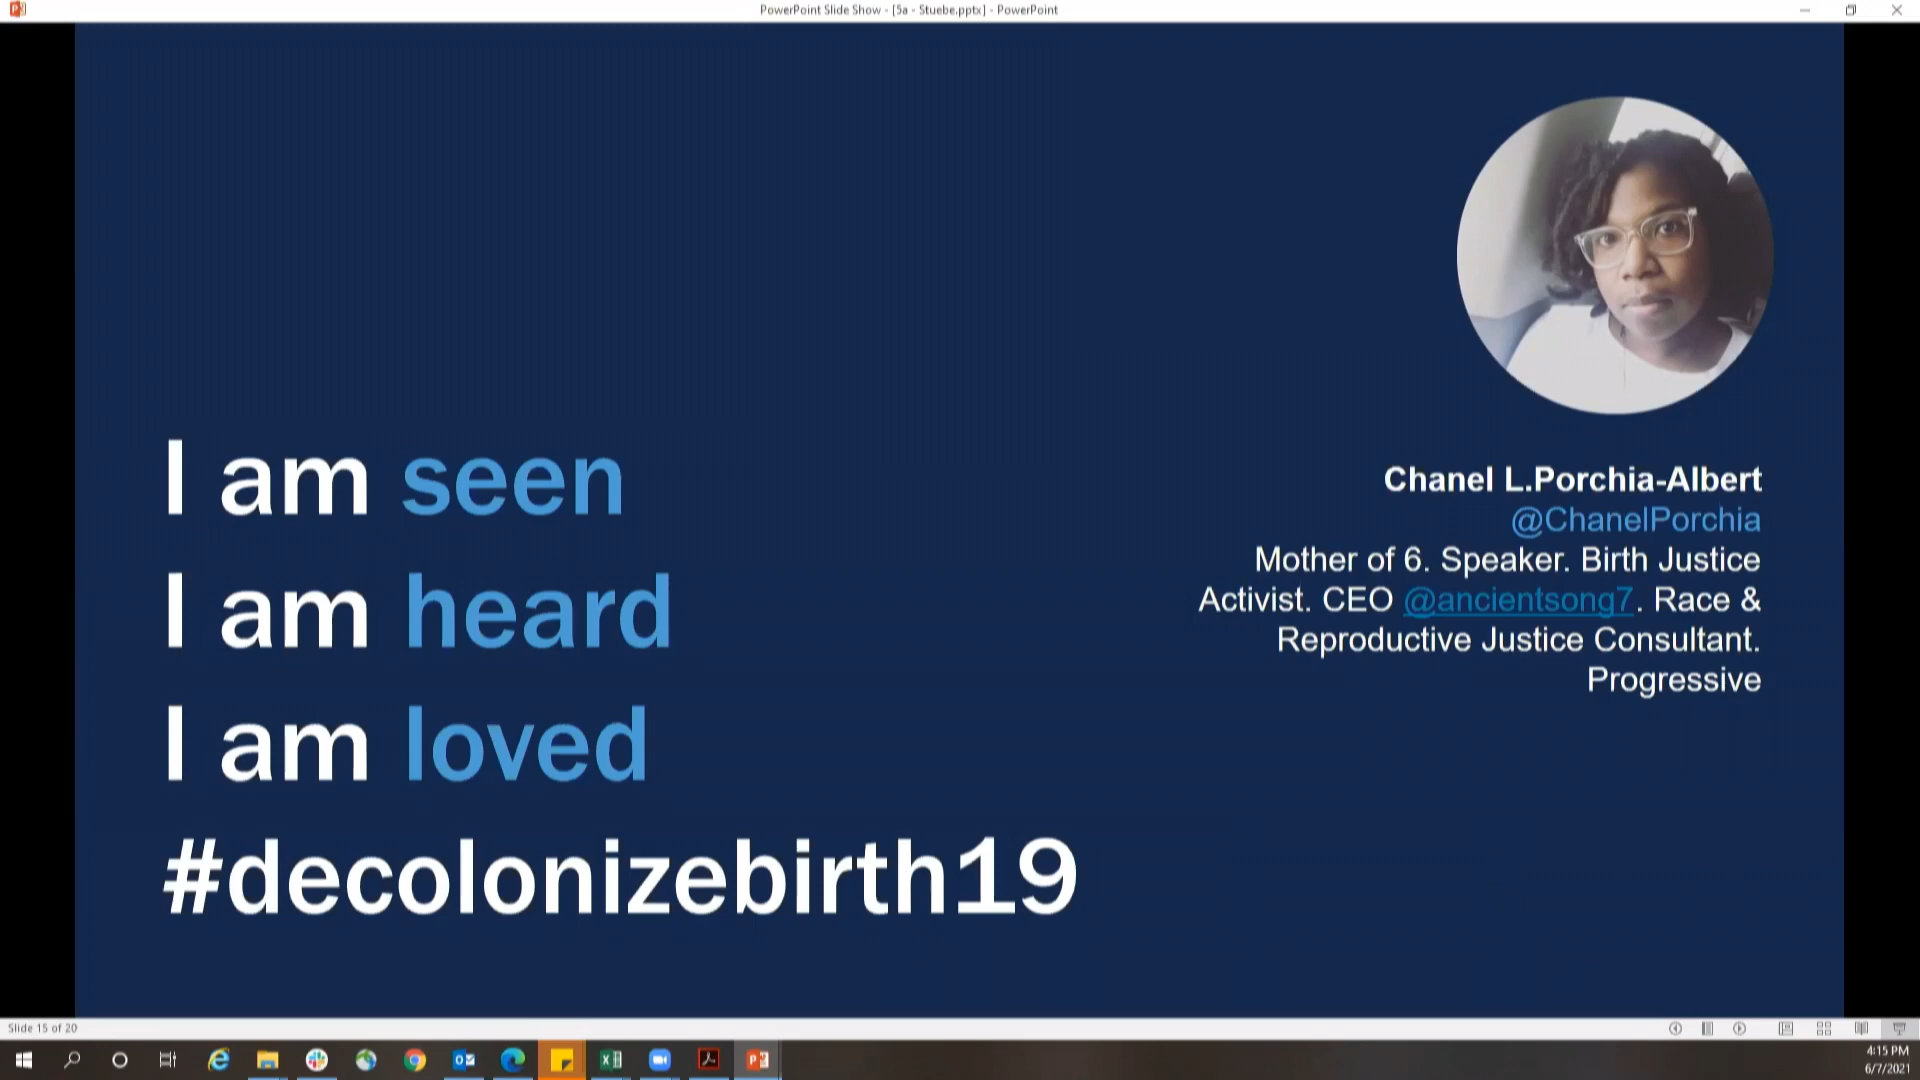 PowerPoint Slide Show - [5a - Stuebe.pptx] - PowerPoint
I am seen
I am heard
I am loved
#decolonizebirth19
Chanel L.Porchia-Albert
@ChanelPorchia
Mother of 6. Speaker. Birth Justice
Activist. CEO @ancientsong7. Race &
Reproductive Justice Consultant.
Progressive
Slide 15 of 20
4:15 PM
6/7/2021